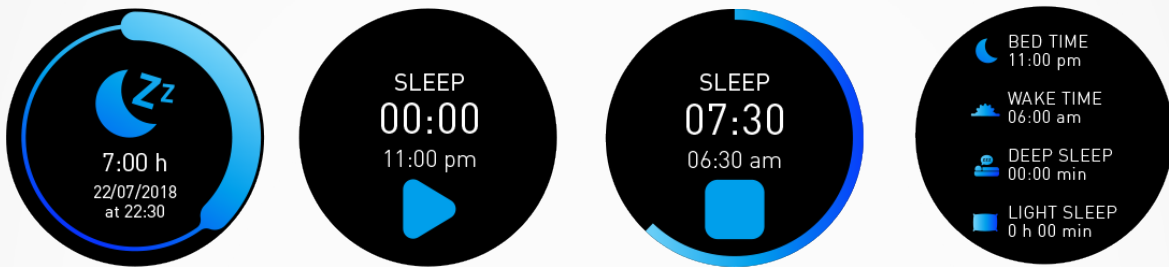 Zz
7:00 h
22/07/2018
at 22:30
SLEEP
00:00
11:00 pm
SLEEP
07:30
06:30 am
BED TIME
11:00 pm
WAKE TIME
06:00 am
DEEP SLEEP
00:00 min
LIGHT SLEEP
0 h 00 min